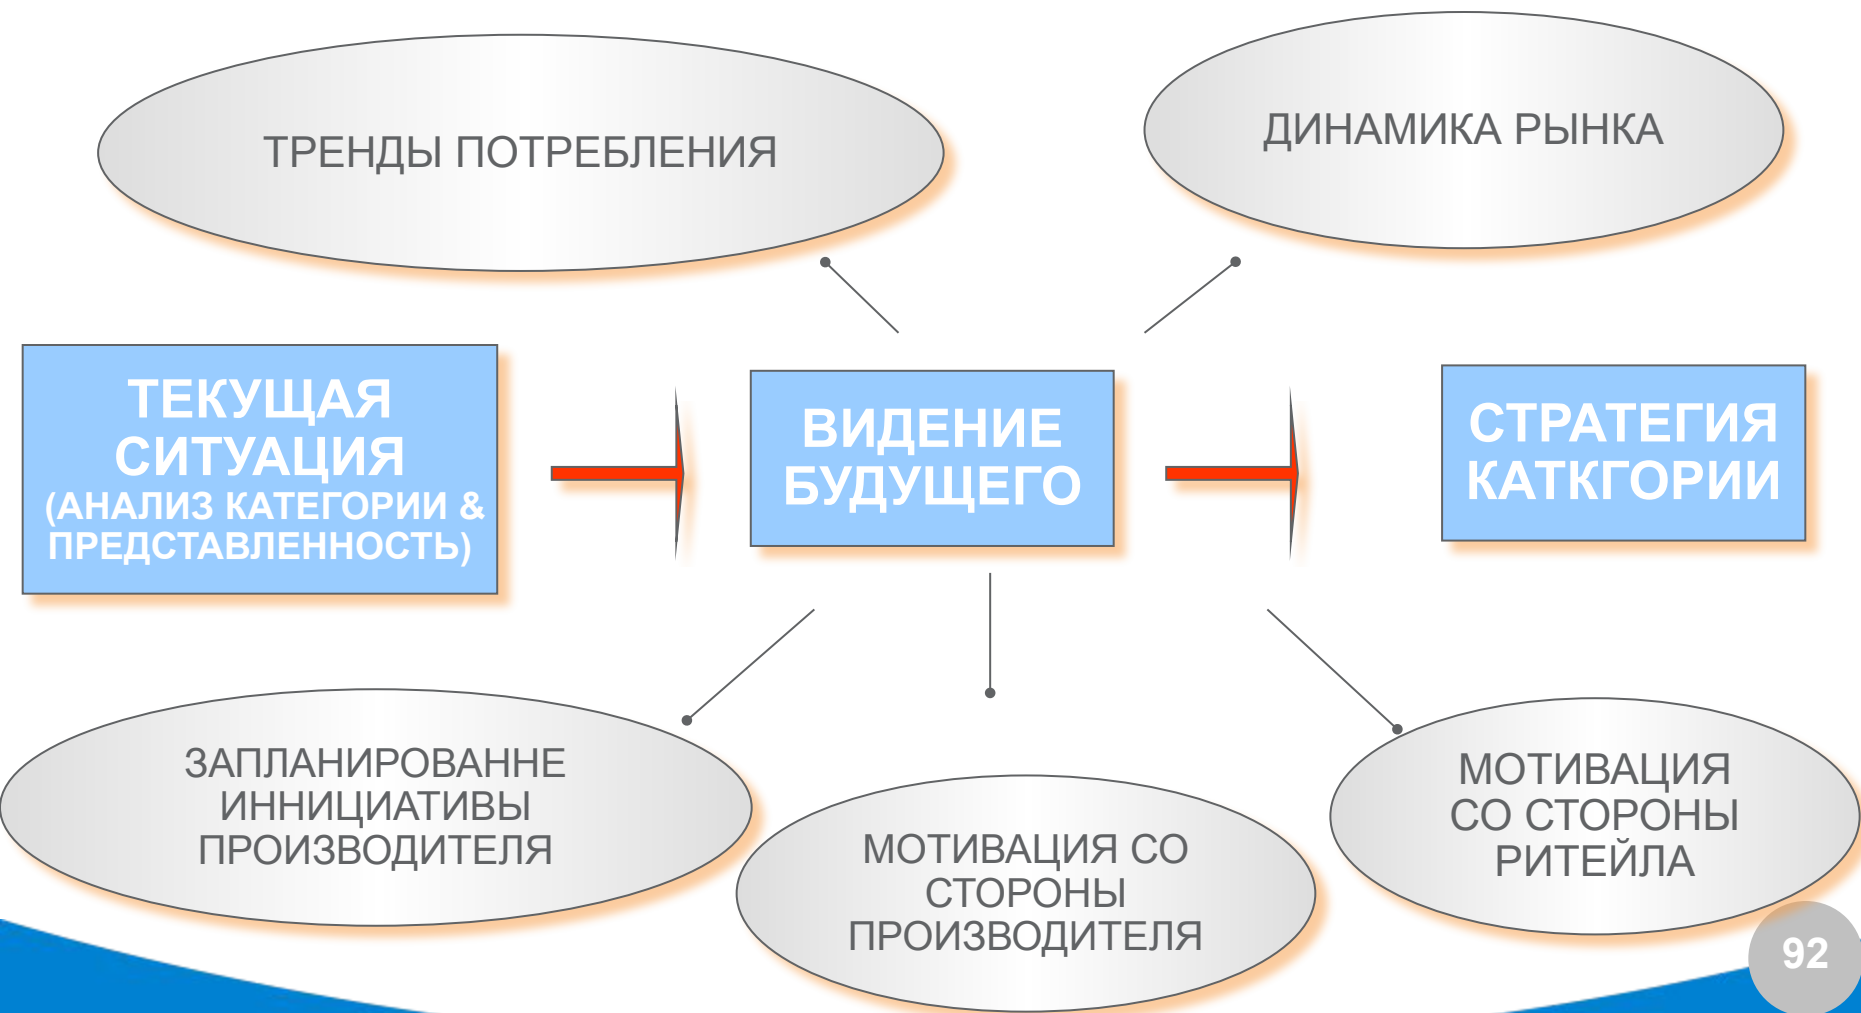 ТРЕНДЫ ПОТРЕБЛЕНИЯ
ДИНАМИКА РЫНКА
ТЕКУЩАЯ
СИТУАЦИЯ
(АНАЛИЗ КАТЕГОРИИ &
ПРЕДСТАВЛЕННОСТЬ)
ВИДЕНИЕ
БУДУЩЕГО
СТРАТЕГИЯ
КАТКГОРИИ
ЗАПЛАНИРОВАННЕ
ИННИЦИАТИВЫ
ПРОИЗВОДИТЕЛЯ
МОТИВАЦИЯ СО
СТОРОНЫ
ПРОИЗВОДИТЕЛЯ
МОТИВАЦИЯ
СО СТОРОНЫ
РИТЕЙЛА
92